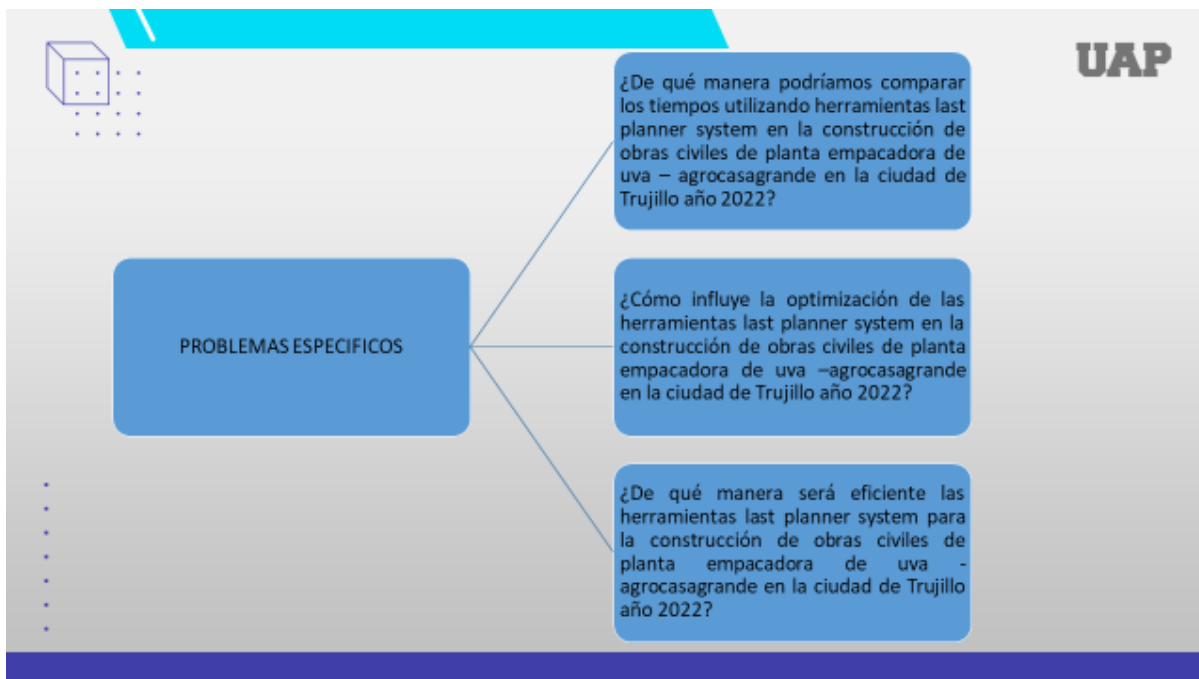 UAP
¿De qué manera podríamos comparar
los tiempos utilizando herramientas last
planner system en la construcción de
obras civiles de planta empacadora de
uva – agrocasagrande en la ciudad de
Trujillo año 2022?
PROBLEMAS ESPECIFICOS
¿Cómo influye la optimización de las
herramientas last planner system en la
construcción de obras civiles de planta
empacadora de uva –agrocasagrande
en la ciudad de Trujillo año 2022?
¿De qué manera será eficiente las
herramientas last planner system para
la construcción de obras civiles de
planta empacadora de uva -
agrocasagrande en la ciudad de Trujillo
año 2022?